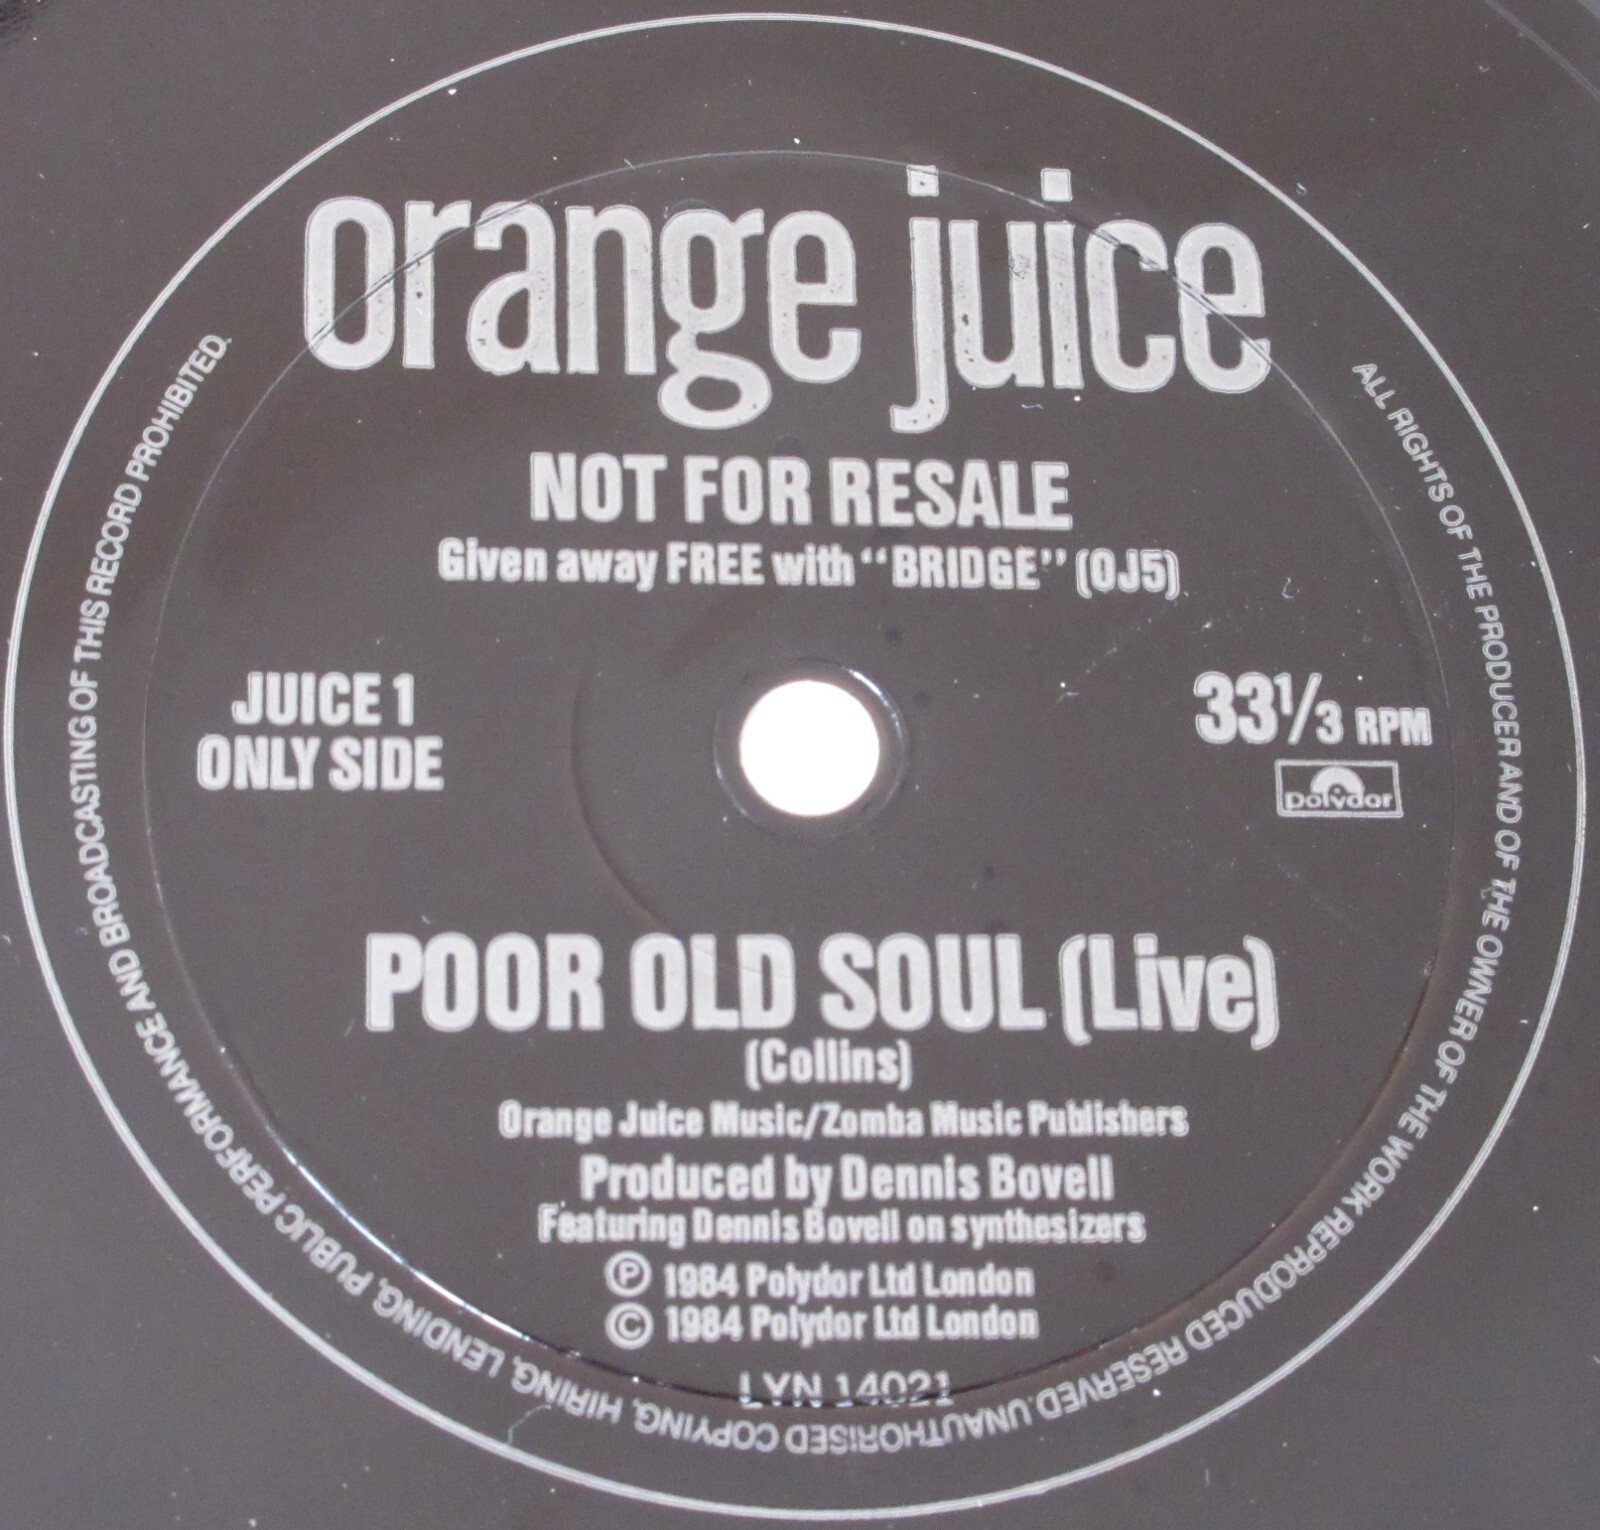 orange juice
NOT FOR RESALE
Given away FREE with "BRIDGE" (OJ5)
JUICE 1
ONLY SIDE
33⅓ RPM
polydor
POOR OLD SOUL (Live)
(Collins)
Orange Juice Music/Zomba Music Publishers
Produced by Dennis Bovell
Featuring Dennis Bovell on synthesizers
Ⓟ 1984 Polydor Ltd London
© 1984 Polydor Ltd London
LYN 14021
ALL RIGHTS OF THE PRODUCER AND OF THE OWNER OF THE WORK REPRODUCED RESERVED. UNAUTHORISED COPYING, HIRING, LENDING, PUBLIC PERFORMANCE AND BROADCASTING OF THIS RECORD PROHIBITED.